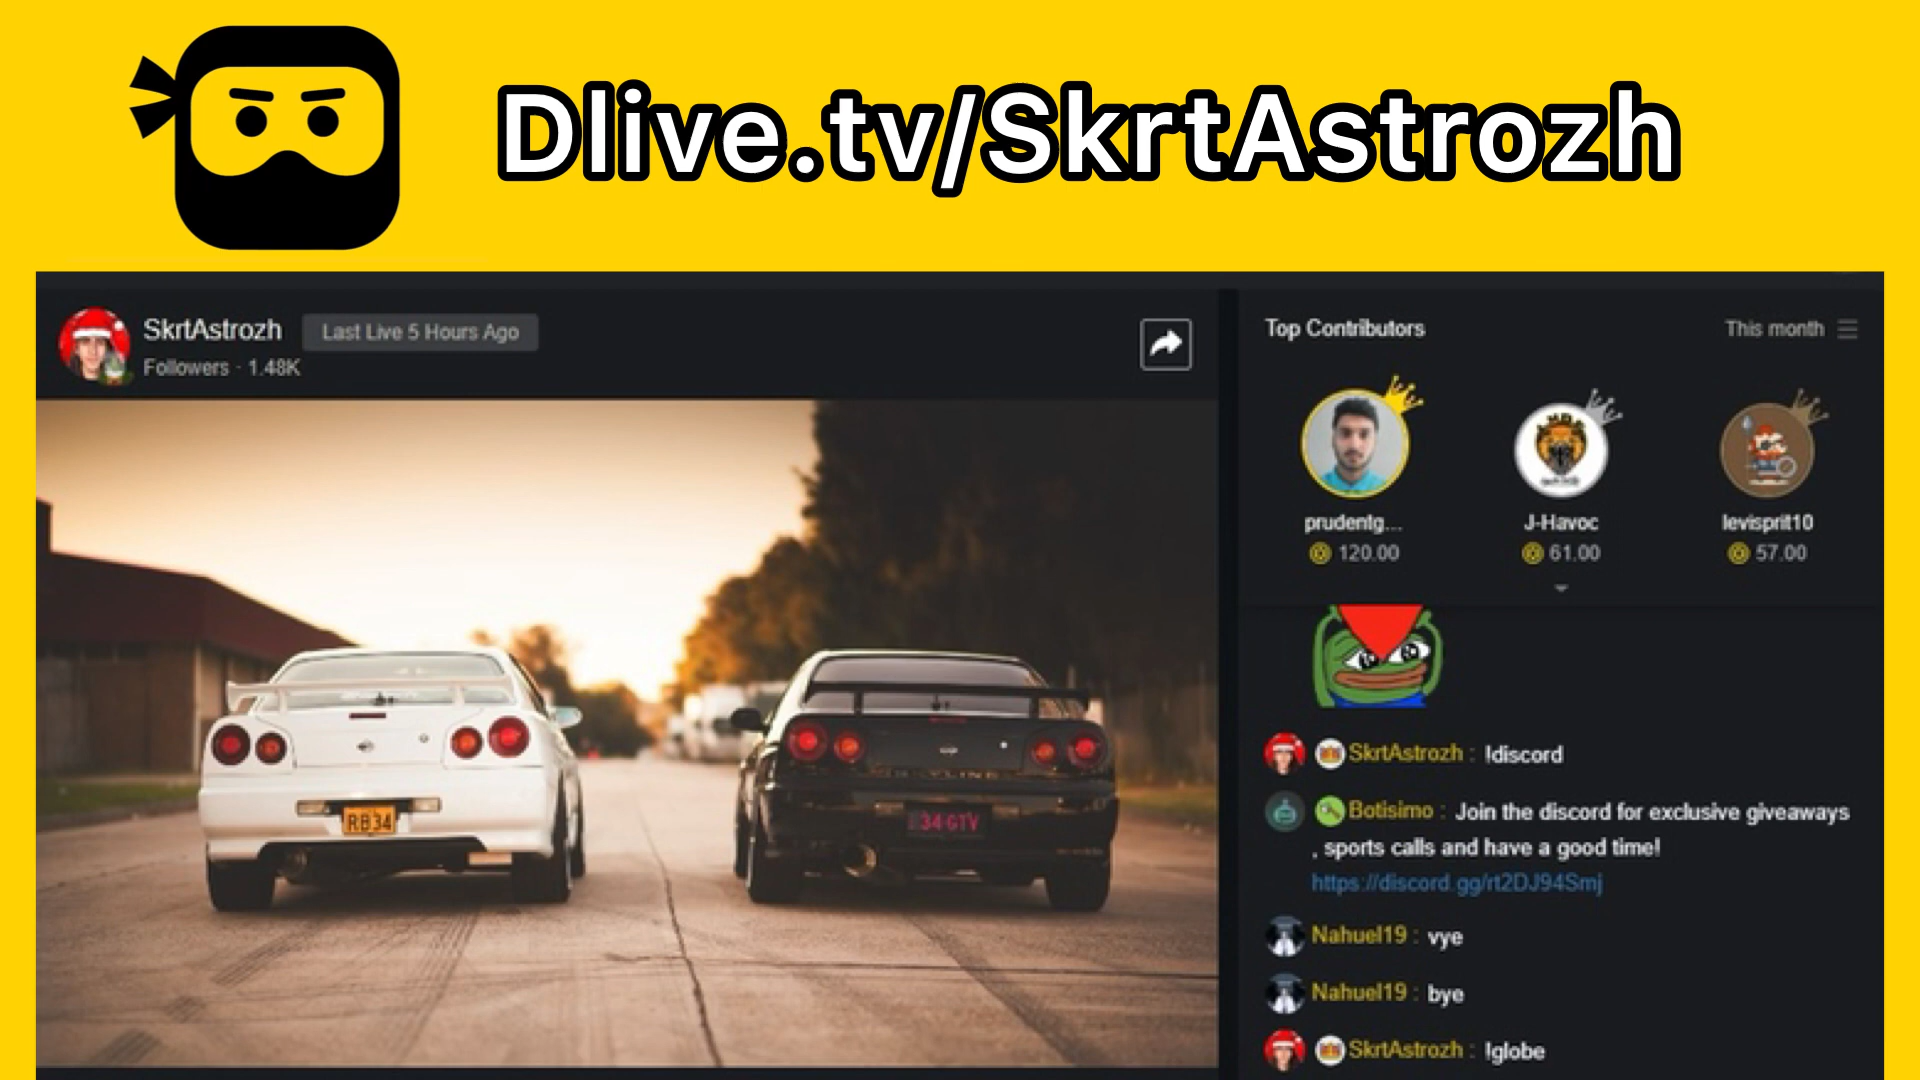 Dlive.tv/SkrtAstrozh
SkrtAstrozh
Last Live 5 Hours Ago
Followers · 1.48K
Top Contributors
This month
prudentg...
J-Havoc
levisprit10
120.00
61.00
57.00
RB34
34·GTV
SkrtAstrozh : !discord
Botisimo : Join the discord for exclusive giveaways
, sports calls and have a good time!
https://discord.gg/rt2DJ94Smj
Nahuel19 : vye
Nahuel19 : bye
SkrtAstrozh : !globe